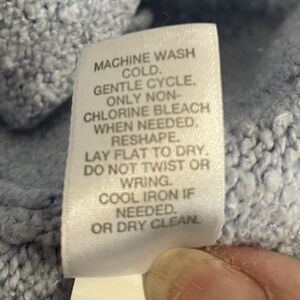 MACHINE WASH
COLD.
GENTLE CYCLE.
ONLY NON-
CHLORINE BLEACH
WHEN NEEDED.
RESHAPE.
LAY FLAT TO DRY.
DO NOT TWIST OR
WRING.
COOL IRON IF
NEEDED.
OR DRY CLEAN.